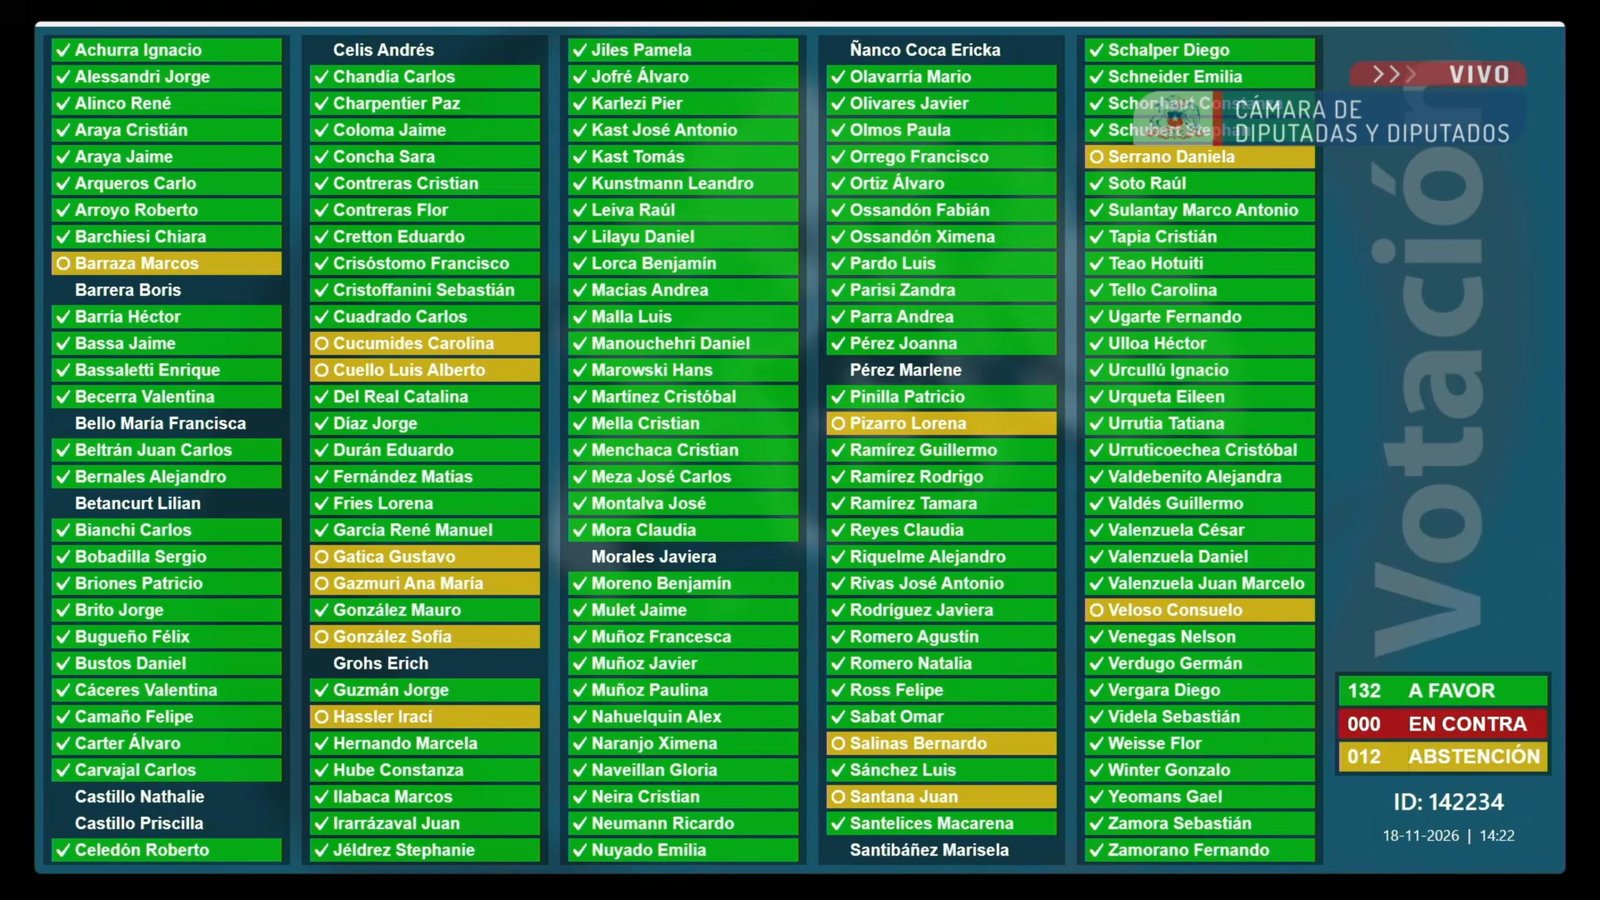 ✓ Achurra Ignacio
✓ Alessandri Jorge
✓ Alinco René
✓ Araya Cristián
✓ Araya Jaime
✓ Arqueros Carlo
✓ Arroyo Roberto
✓ Barchiesi Chiara
O Barraza Marcos
Barrera Boris
✓ Barría Héctor
✓ Bassa Jaime
✓ Bassaletti Enrique
✓ Becerra Valentina
Bello María Francisca
✓ Beltrán Juan Carlos
✓ Bernales Alejandro
Betancurt Lilian
✓ Bianchi Carlos
✓ Bobadilla Sergio
✓ Briones Patricio
✓ Brito Jorge
✓ Bugueño Félix
✓ Bustos Daniel
✓ Cáceres Valentina
✓ Camaño Felipe
✓ Carter Álvaro
✓ Carvajal Carlos
Castillo Nathalie
Castillo Priscilla
✓ Celedón Roberto
Celis Andrés
✓ Chandía Carlos
✓ Charpentier Paz
✓ Coloma Jaime
✓ Concha Sara
✓ Contreras Cristian
✓ Contreras Flor
✓ Cretton Eduardo
✓ Crisóstomo Francisco
✓ Cristoffanini Sebastián
✓ Cuadrado Carlos
O Cucumides Carolina
O Cuello Luis Alberto
✓ Del Real Catalina
✓ Díaz Jorge
✓ Durán Eduardo
✓ Fernández Matías
✓ Fries Lorena
✓ García René Manuel
O Gatica Gustavo
O Gazmuri Ana María
✓ González Mauro
O González Sofía
Grohs Erich
✓ Guzmán Jorge
O Hassler Irací
✓ Hernando Marcela
✓ Hube Constanza
✓ Ilabaca Marcos
✓ Irarrázaval Juan
✓ Jéldrez Stephanie
✓ Jiles Pamela
✓ Jofré Álvaro
✓ Karlezi Pier
✓ Kast José Antonio
✓ Kast Tomás
✓ Kunstmann Leandro
✓ Leiva Raúl
✓ Lilayu Daniel
✓ Lorca Benjamín
✓ Macías Andrea
✓ Malla Luis
✓ Manouchehri Daniel
✓ Marowski Hans
✓ Martínez Cristóbal
✓ Mella Cristian
✓ Menchaca Cristian
✓ Meza José Carlos
✓ Montalva José
✓ Mora Claudia
Morales Javiera
✓ Moreno Benjamín
✓ Mulet Jaime
✓ Muñoz Francesca
✓ Muñoz Javier
✓ Muñoz Paulina
✓ Nahuelquin Alex
✓ Naranjo Ximena
✓ Naveillan Gloria
✓ Neira Cristian
✓ Neumann Ricardo
✓ Nuyado Emilia
Ñanco Coca Ericka
✓ Olavarría Mario
✓ Olivares Javier
✓ Olmos Paula
✓ Orrego Francisco
✓ Ortiz Álvaro
✓ Ossandón Fabián
✓ Ossandón Ximena
✓ Pardo Luis
✓ Parisi Zandra
✓ Parra Andrea
✓ Pérez Joanna
Pérez Marlene
✓ Pinilla Patricio
O Pizarro Lorena
✓ Ramírez Guillermo
✓ Ramírez Rodrigo
✓ Ramírez Tamara
✓ Reyes Claudia
✓ Riquelme Alejandro
✓ Rivas José Antonio
✓ Rodríguez Javiera
✓ Romero Agustín
✓ Romero Natalia
✓ Ross Felipe
✓ Sabat Omar
O Salinas Bernardo
✓ Sánchez Luis
O Santana Juan
✓ Santelices Macarena
Santibáñez Marisela
✓ Schalper Diego
✓ Schneider Emilia
✓ Schonhaut Constanza
✓ Schubert Stephan
O Serrano Daniela
✓ Soto Raúl
✓ Sulantay Marco Antonio
✓ Tapia Cristián
✓ Teao Hotuiti
✓ Tello Carolina
✓ Ugarte Fernando
✓ Ulloa Héctor
✓ Urcullú Ignacio
✓ Urqueta Eileen
✓ Urrutia Tatiana
✓ Urruticoechea Cristóbal
✓ Valdebenito Alejandra
✓ Valdés Guillermo
✓ Valenzuela César
✓ Valenzuela Daniel
✓ Valenzuela Juan Marcelo
O Veloso Consuelo
✓ Venegas Nelson
✓ Verdugo Germán
✓ Vergara Diego
✓ Videla Sebastián
✓ Weisse Flor
✓ Winter Gonzalo
✓ Yeomans Gael
✓ Zamora Sebastián
✓ Zamorano Fernando
>>> VIVO
CÁMARA DE
DIPUTADAS Y DIPUTADOS
Votación
132 A FAVOR
000 EN CONTRA
012 ABSTENCIÓN
ID: 142234
18-11-2026 | 14:22